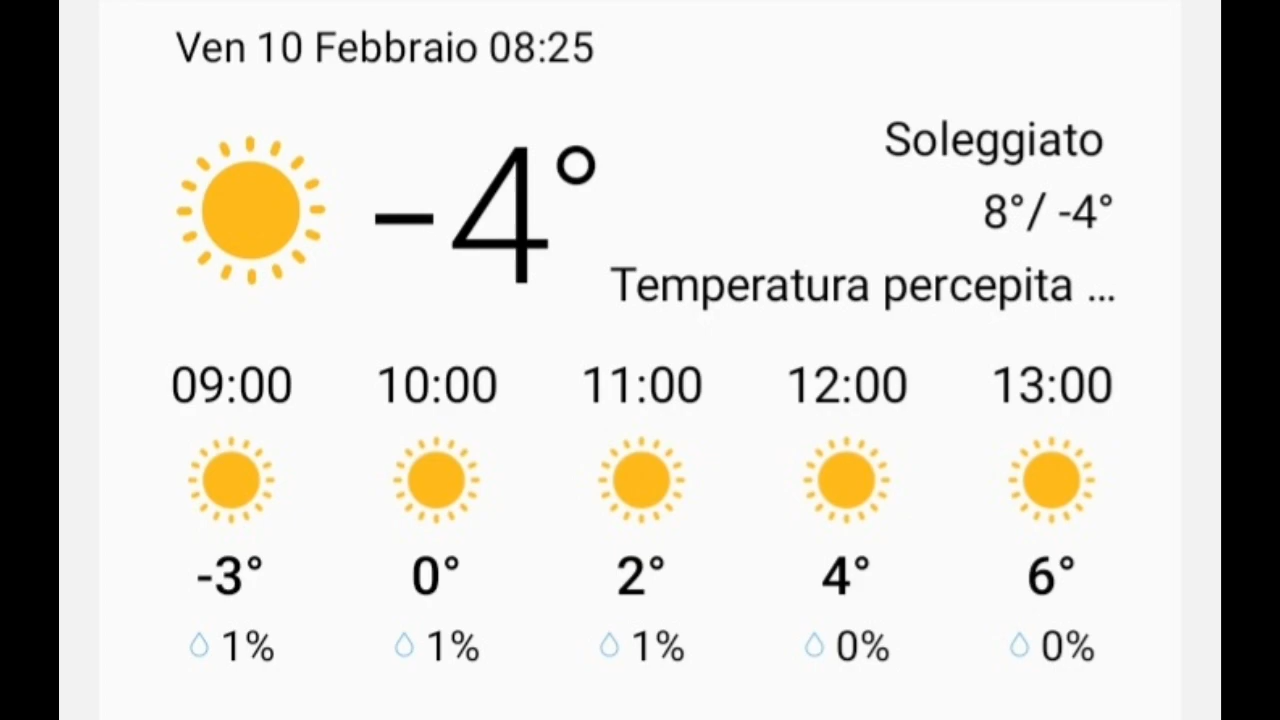 Ven 10 Febbraio 08:25
-4°
Soleggiato
8°/ -4°
Temperatura percepita ...
09:00 10:00 11:00 12:00 13:00
-3° 0° 2° 4° 6°
1% 1% 1% 0% 0%